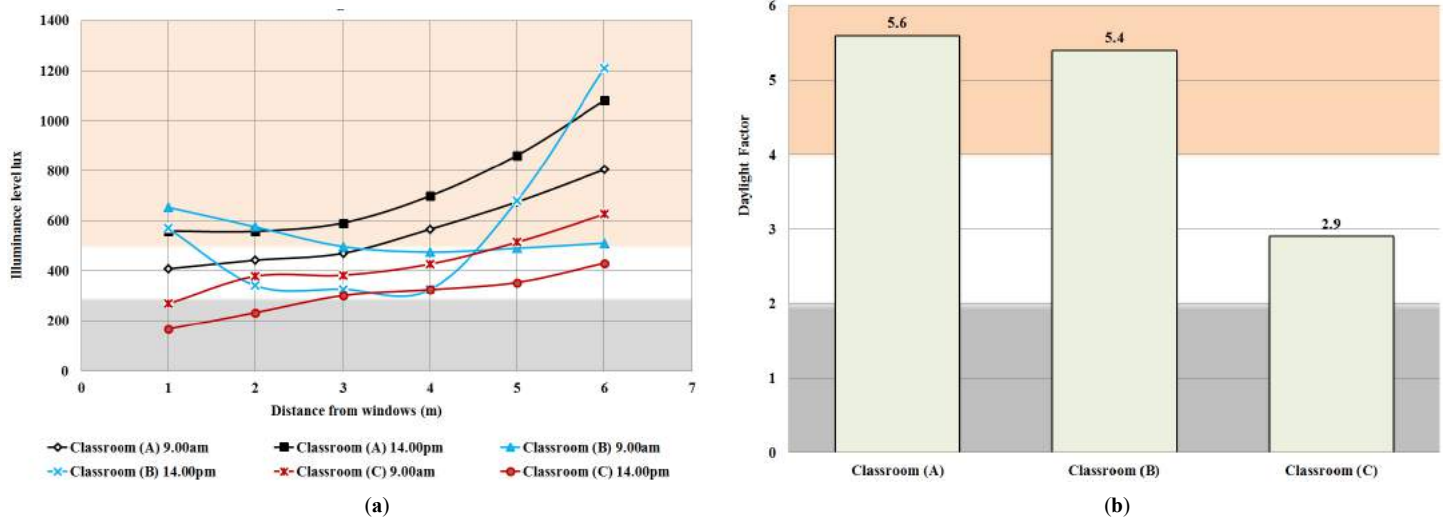 1400
1200
1000
800
600
400
200
0
Illuminance level lux
0 1 2 3 4 5 6 7
Distance from windows (m)
Classroom (A) 9.00am Classroom (A) 14.00pm Classroom (B) 9.00am
Classroom (B) 14.00pm Classroom (C) 9.00am Classroom (C) 14.00pm
(a)
6
5
4
3
2
1
0
Daylight Factor
5.6
5.4
2.9
Classroom (A) Classroom (B) Classroom (C)
(b)